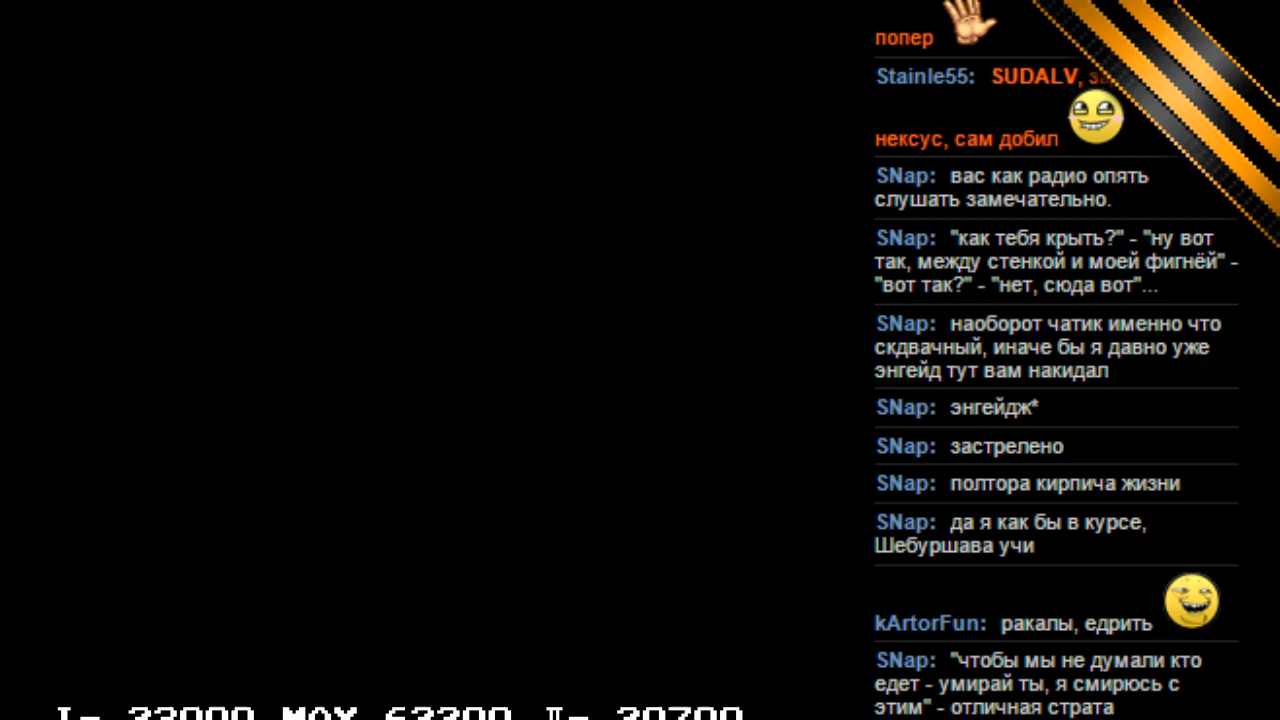 попер
Stainle55: SUDALV,
нексус, сам добил
SNap: вас как радио опять
слушать замечательно.
SNap: "как тебя крыть?" - "ну вот
так, между стенкой и моей фигнёй" -
"вот так?" - "нет, сюда вот"...
SNap: наоборот чатик именно что
скдвачный, иначе бы я давно уже
энгейд тут вам накидал
SNap: энгейдж*
SNap: застрелено
SNap: полтора кирпича жизни
SNap: да я как бы в курсе,
Шебуршава учи
kArtorFun: ракалы, едрить
SNap: "чтобы мы не думали кто
едет - умирай ты, я смирюсь с
этим" - отличная страта